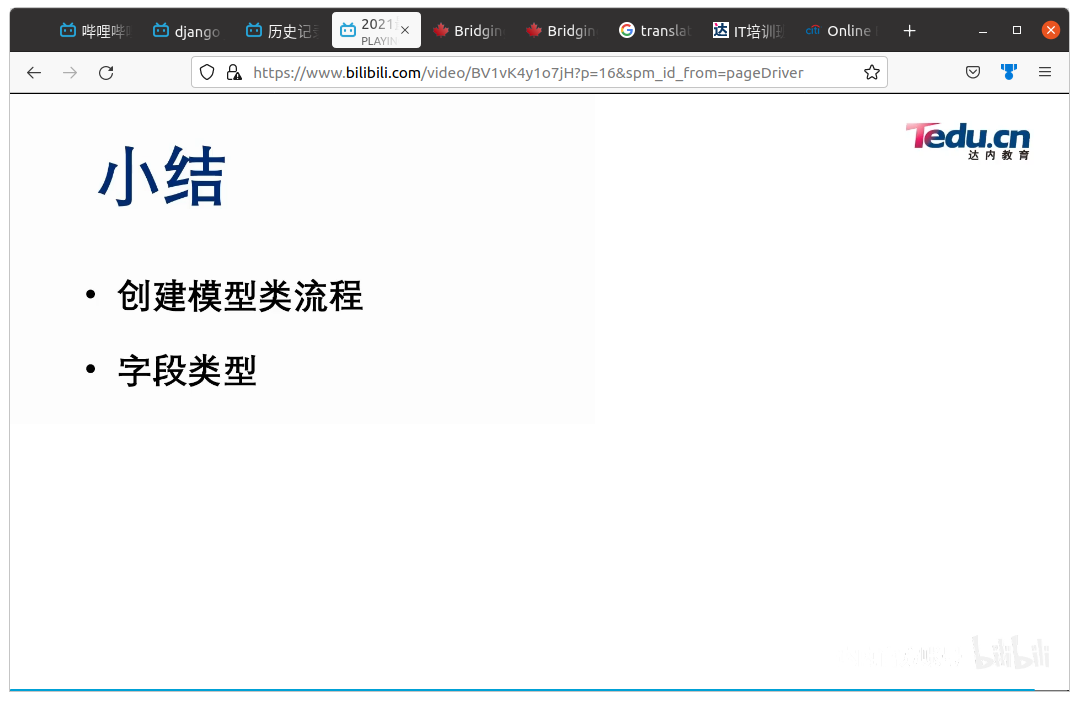 哔哩哔
django
历史记
2021
PLAYIN
Bridgin
Bridgin
translat
IT培训
Online
https://www.bilibili.com/video/BV1vK4y1o7jH?p=16&spm_id_from=pageDriver
Tedu.cn
达内教育
小结
• 创建模型类流程
• 字段类型
bilibili